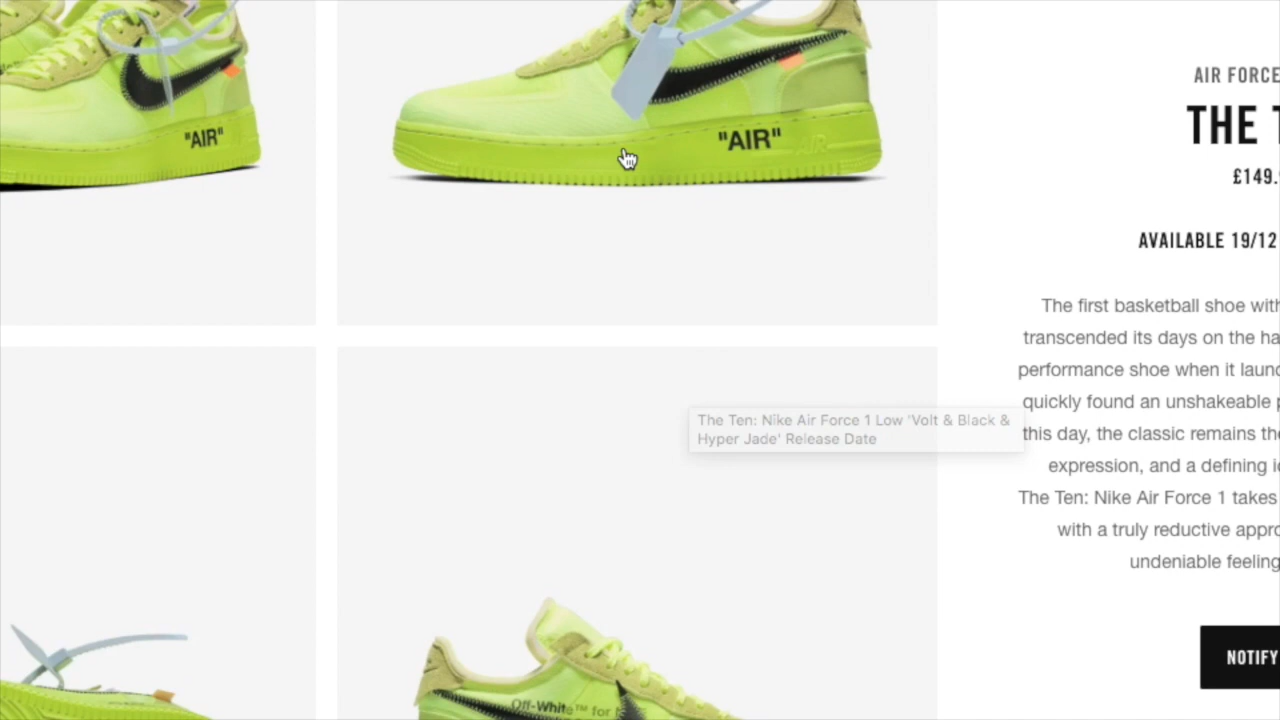 "AIR"
"AIR"
AIR FORCE
THE T
£149.
AVAILABLE 19/12
The first basketball shoe with
transcended its days on the ha
performance shoe when it laun
quickly found an unshakeable p
this day, the classic remains the
expression, and a defining i
The Ten: Nike Air Force 1 takes
with a truly reductive appro
undeniable feeling
The Ten: Nike Air Force 1 Low 'Volt & Black &
Hyper Jade' Release Date
Off-White™ for
NOTIFY